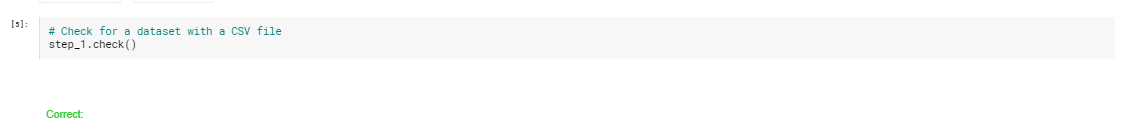 [5]:
# Check for a dataset with a CSV file
step_1.check()
Correct: